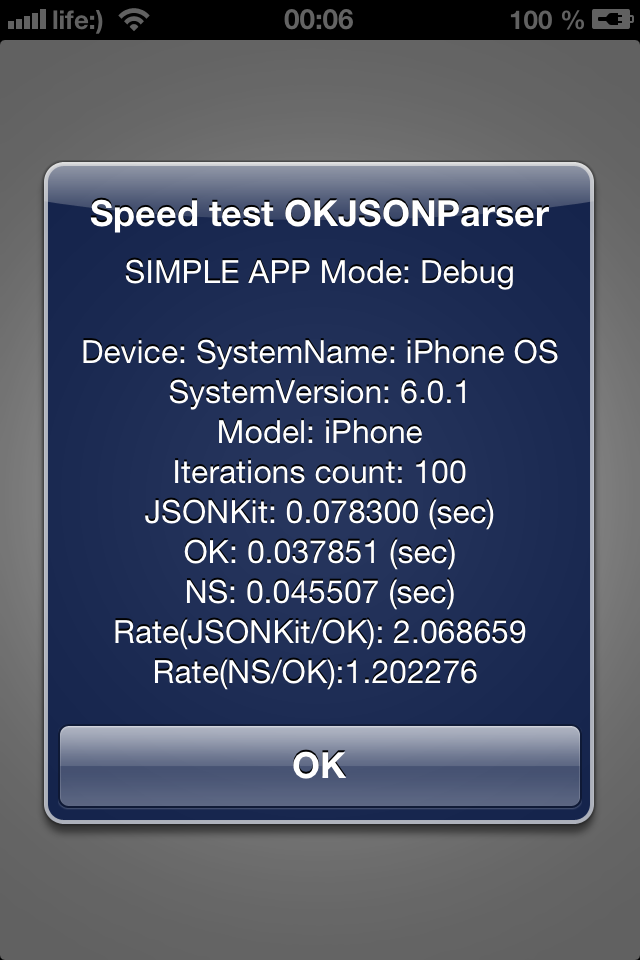 life:) 00:06 100 %
Speed test OKJSONParser
SIMPLE APP Mode: Debug
Device: SystemName: iPhone OS
SystemVersion: 6.0.1
Model: iPhone
Iterations count: 100
JSONKit: 0.078300 (sec)
OK: 0.037851 (sec)
NS: 0.045507 (sec)
Rate(JSONKit/OK): 2.068659
Rate(NS/OK):1.202276
OK